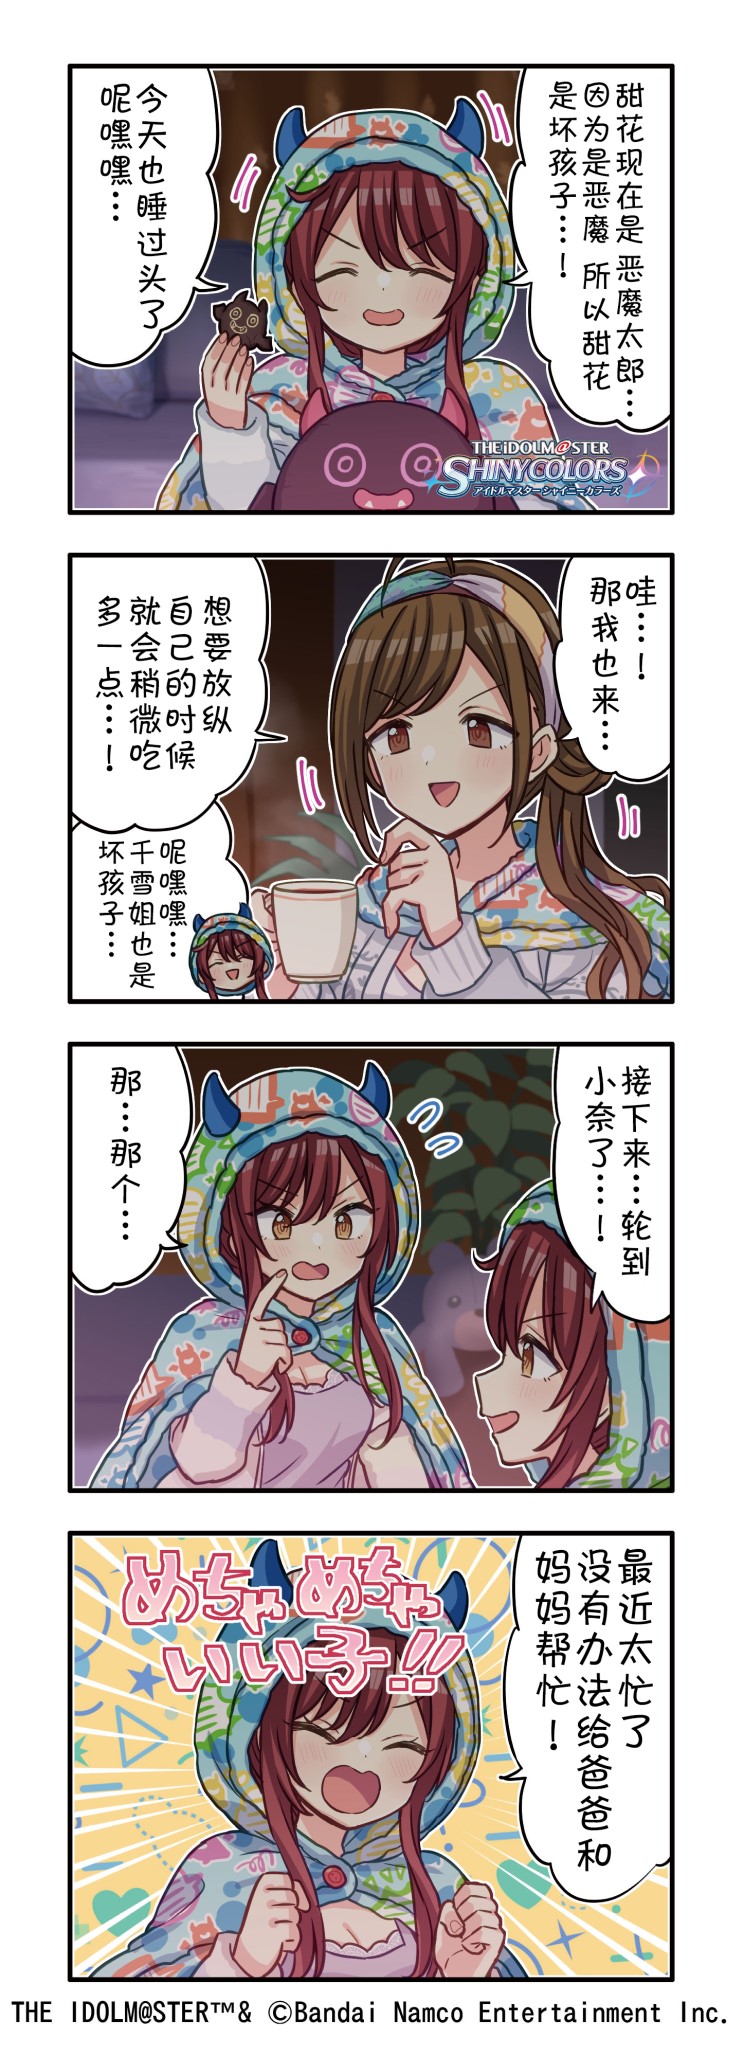 甜花现在是 恶魔太郎…
因为是恶魔 所以甜花
是坏孩子…！
今天也睡过头了
呢嘿嘿…
THE iDOLM@STER
SHINY COLORS
アイドルマスター シャイニーカラーズ
哇…！
那我也来…
想要放纵
自己的时候
就会稍微吃
多一点…！
呢嘿嘿…
千雪姐也是
坏孩子…
接下来…轮到
小奈了…！
那…那个…
最近太忙了
没有办法给爸爸和
妈妈帮忙！
めちゃめちゃ
いい子!!
THE IDOLM@STER™& ©Bandai Namco Entertainment Inc.